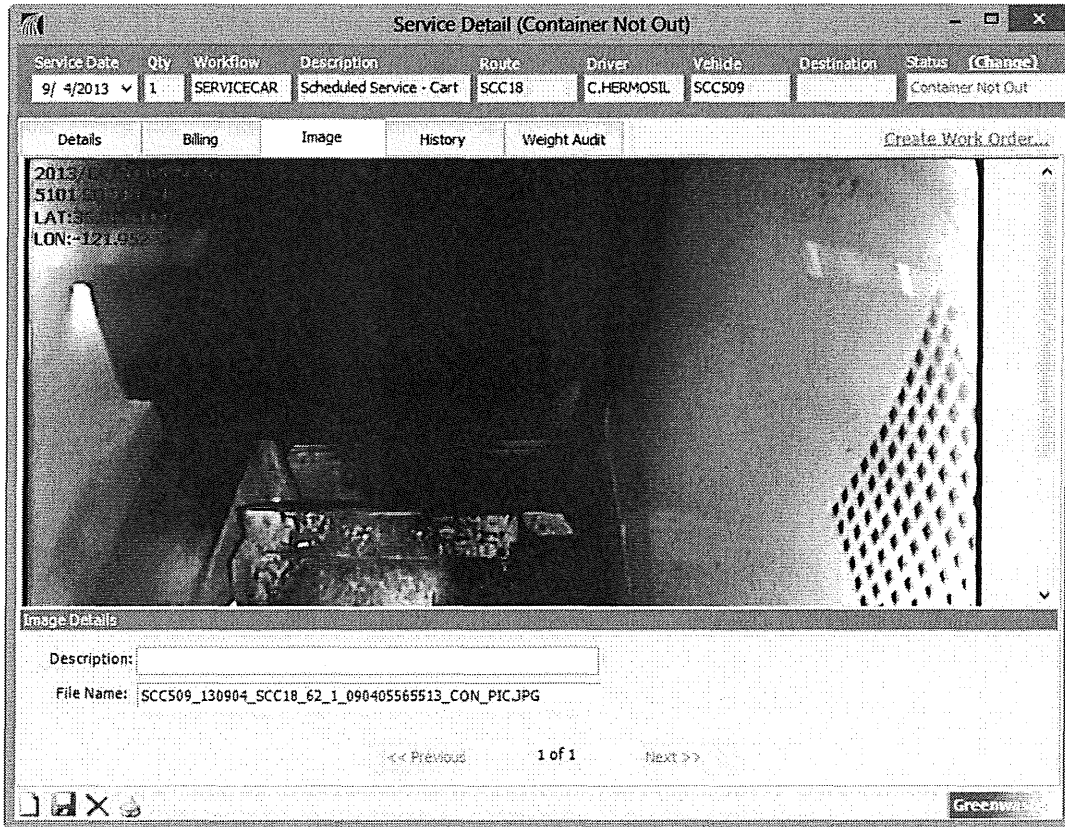 Service Detail (Container Not Out)
Service Date Qty Workflow Description Route Driver Vehicle Destination Status (Change)
9/ 4/2013 1 SERVICECAR Scheduled Service - Cart SCC18 C.HERMOSIL SCC509 Container Not Out
Details Billing Image History Weight Audit Create Work Order...
5101
LAT:
LON:-121.95
Image Details
Description:
File Name: SCC509_130904_SCC18_62_1_090405565513_CON_PIC.JPG
<< Previous 1 of 1 Next >>